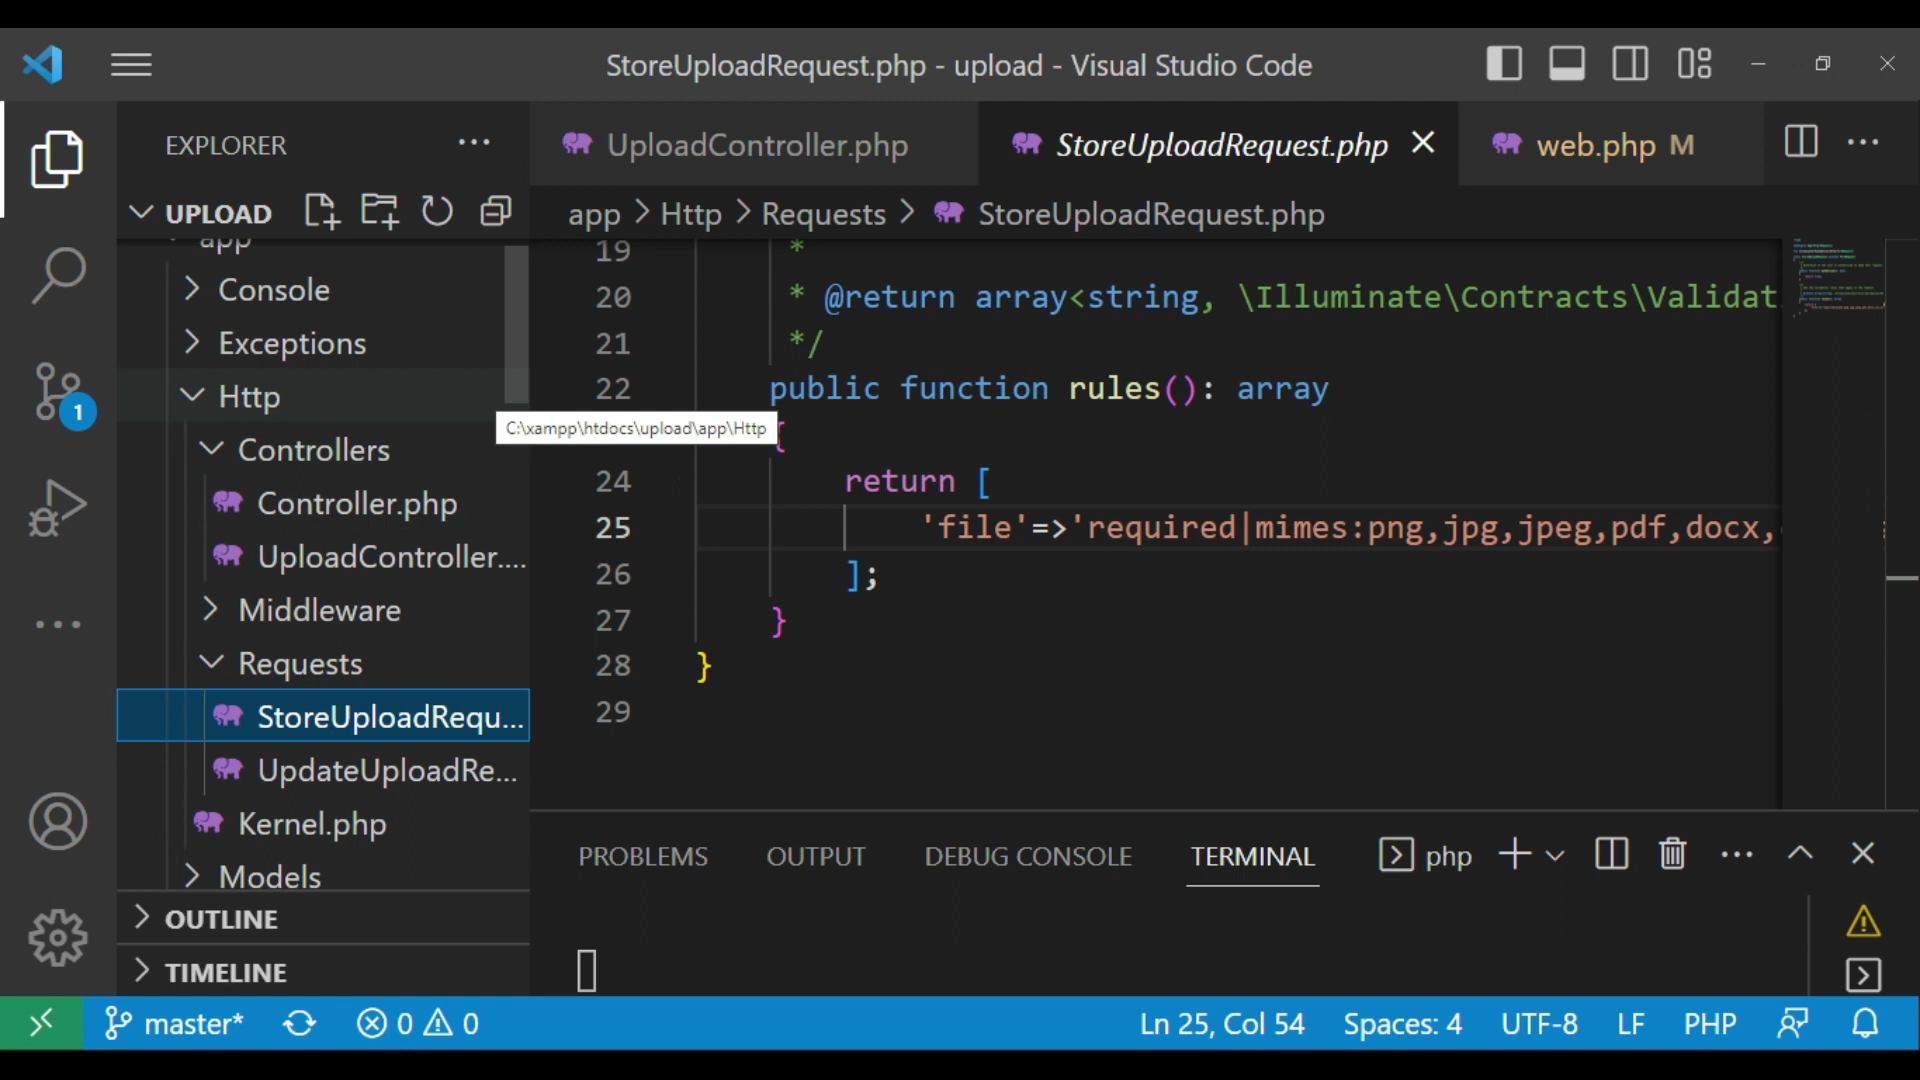 StoreUploadRequest.php - upload - Visual Studio Code
EXPLORER
UploadController.php
StoreUploadRequest.php
web.php M
UPLOAD
app > Http > Requests > StoreUploadRequest.php
app
Console
Exceptions
Http
Controllers
Controller.php
UploadController....
Middleware
Requests
StoreUploadRequ...
UpdateUploadRe...
Kernel.php
Models
OUTLINE
TIMELINE
1
C:\xampp\htdocs\upload\app\Http
19 *
20 * @return array<string, \Illuminate\Contracts\Validat
21 */
22 public function rules(): array
{
24 return [
25 'file'=>'required|mimes:png,jpg,jpeg,pdf,docx,
26 ];
27 }
28 }
29
PROBLEMS OUTPUT DEBUG CONSOLE TERMINAL php
master* 0 0 Ln 25, Col 54 Spaces: 4 UTF-8 LF PHP